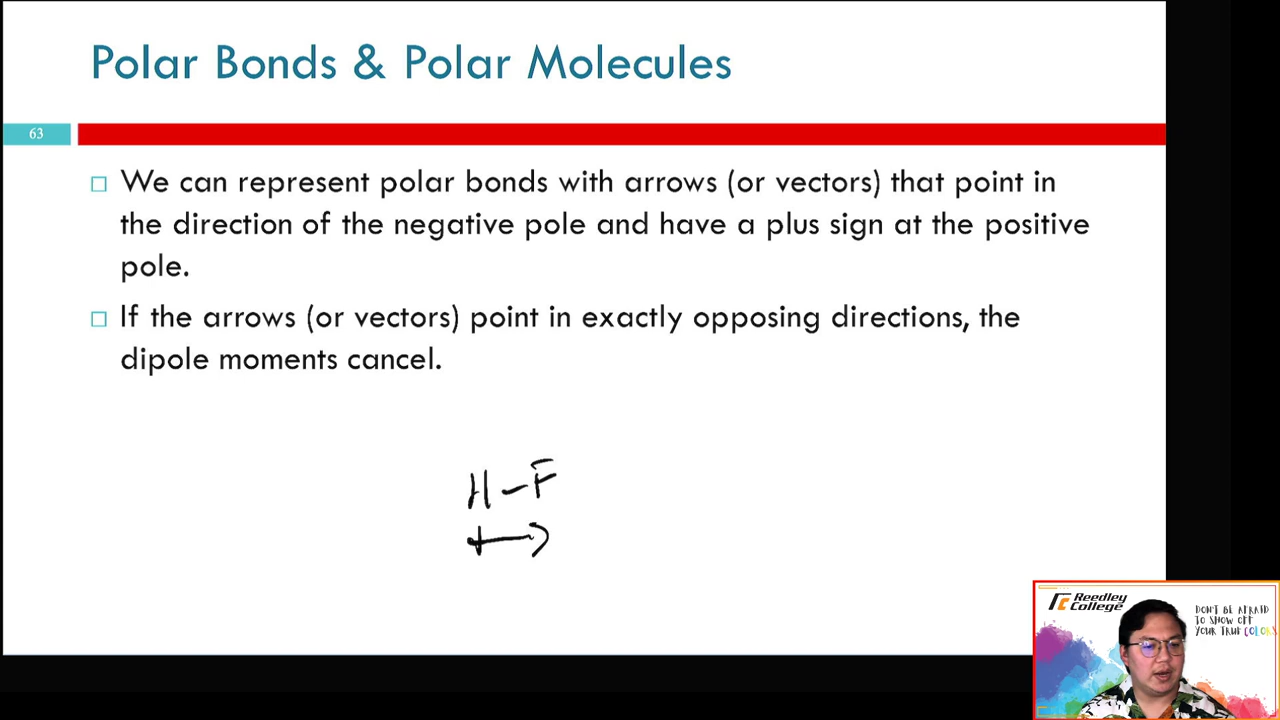 Polar Bonds & Polar Molecules
63
We can represent polar bonds with arrows (or vectors) that point in
the direction of the negative pole and have a plus sign at the positive
pole.
If the arrows (or vectors) point in exactly opposing directions, the
dipole moments cancel.
H–F
Reedley
College
DON'T BE AFRAID
TO SHOW OFF
YOUR TRUE COLORS